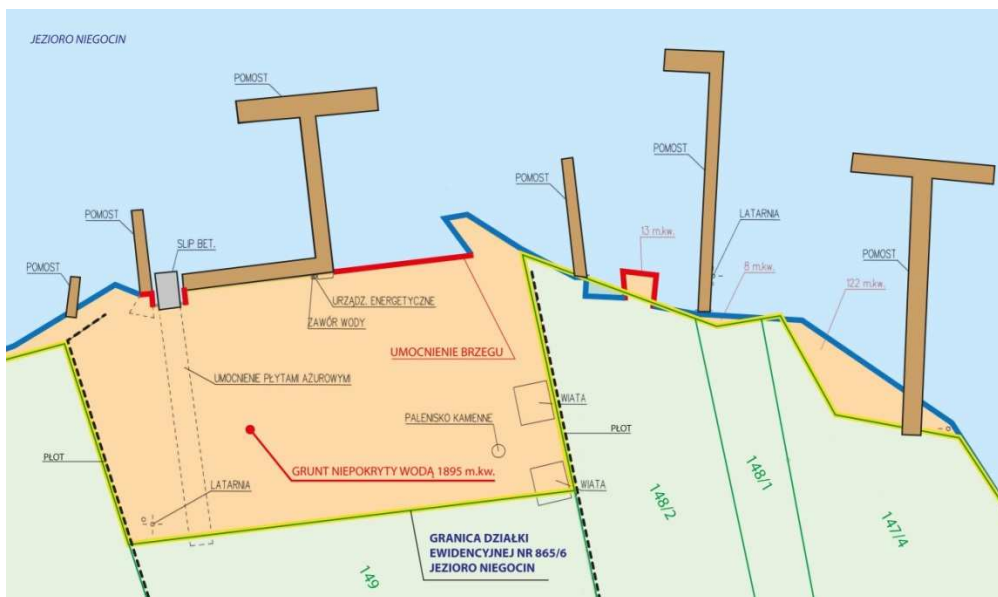 JEZIORO NIEGOCIN
POMOST
POMOST
POMOST
POMOST
LATARNIA
POMOST
SLIP BET.
13 m.kw.
8 m.kw.
POMOST
POMOST
122 m.kw.
URZĄDZ. ENERGETYCZNE
ZAWÓR WODY
UMOCNIENIE BRZEGU
UMOCNIENIE PŁYTAMI AŻUROWYMI
WIATA
PALENISKO KAMIENNE
PŁOT
PŁOT
GRUNT NIEPOKRYTY WODĄ 1895 m.kw.
LATARNIA
WIATA
148/2
148/1
147/4
GRANICA DZIAŁKI
EWIDENCYJNEJ NR 865/6
JEZIORO NIEGOCIN
149